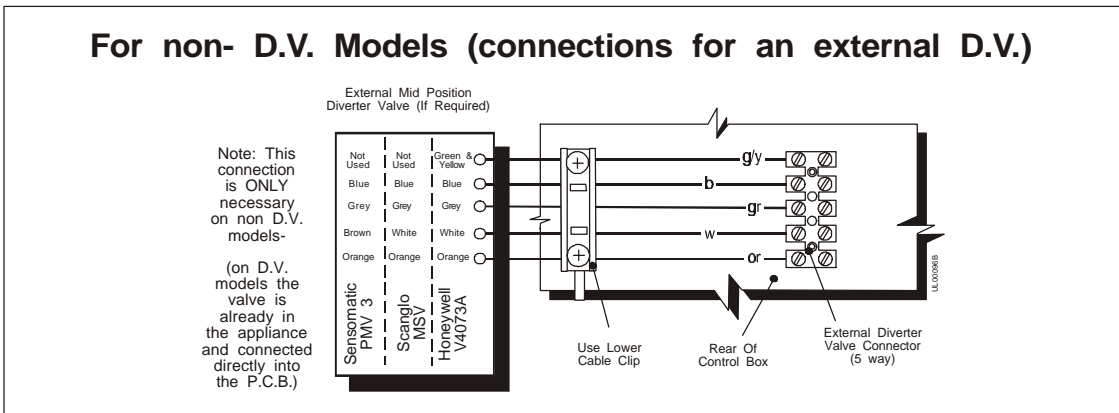 For non- D.V. Models (connections for an external D.V.)
External Mid Position
Diverter Valve (If Required)
Note: This
connection
is ONLY
necessary
on non D.V.
models-
(on D.V.
models the
valve is
already in
the appliance
and connected
directly into
the P.C.B.)
Not Used
Not Used
Green & Yellow
Blue
Blue
Blue
Grey
Grey
Grey
Brown
White
White
Orange
Orange
Orange
Sensomatic
PMV 3
Scanglo
MSV
Honeywell
V4073A
g/y
b
gr
w
or
UL00096B
Use Lower
Cable Clip
Rear Of
Control Box
External Diverter
Valve Connector
(5 way)